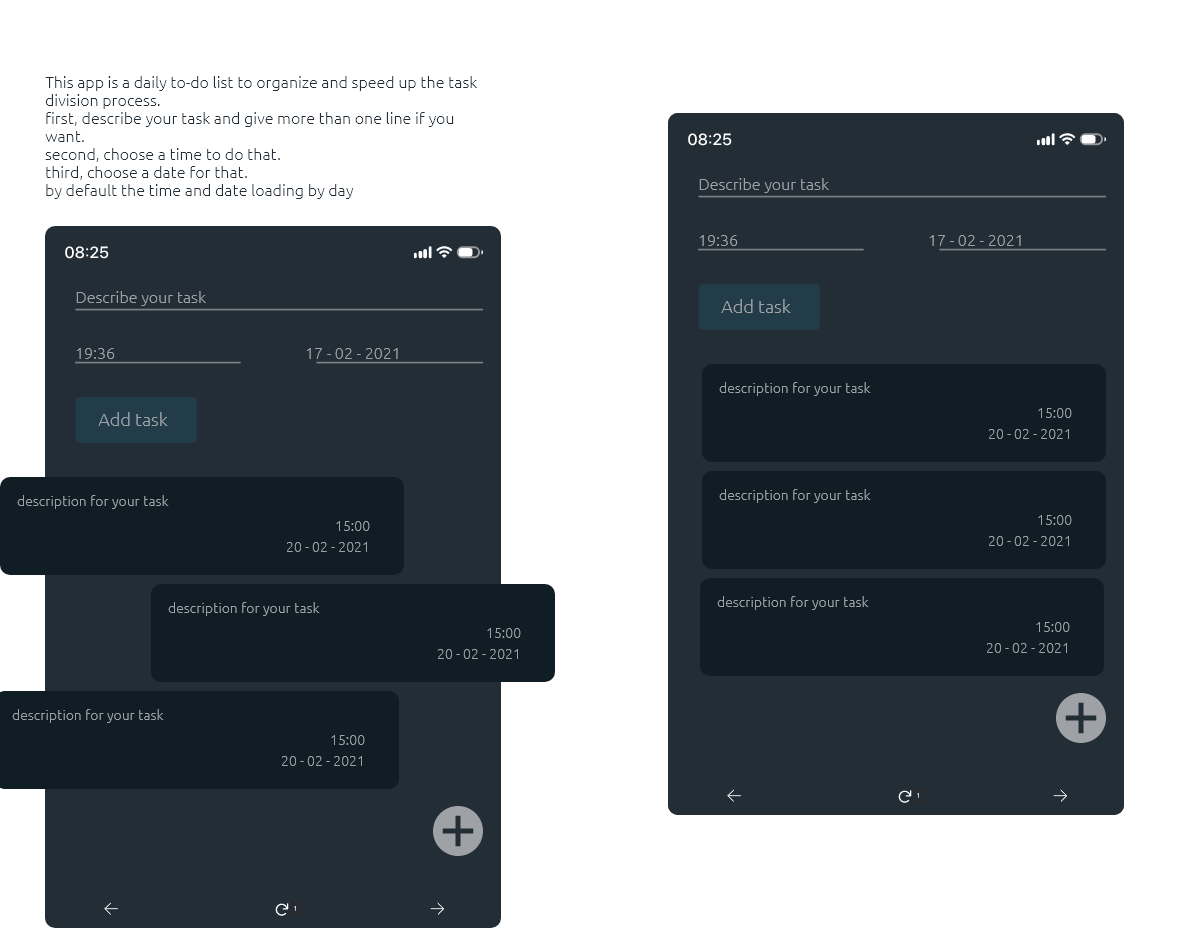 This app is a daily to-do list to organize and speed up the task
division process.
first, describe your task and give more than one line if you
want.
second, choose a time to do that.
third, choose a date for that.
by default the time and date loading by day
08:25
Describe your task
19:36
17 - 02 - 2021
Add task
description for your task
15:00
20 - 02 - 2021
description for your task
15:00
20 - 02 - 2021
description for your task
15:00
20 - 02 - 2021
1
08:25
Describe your task
19:36
17 - 02 - 2021
Add task
description for your task
15:00
20 - 02 - 2021
description for your task
15:00
20 - 02 - 2021
description for your task
15:00
20 - 02 - 2021
1